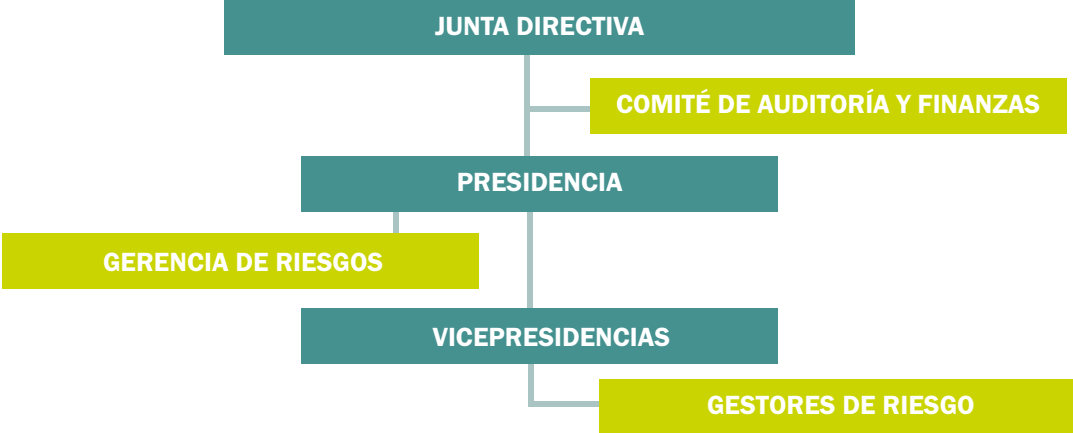 JUNTA DIRECTIVA
COMITÉ DE AUDITORÍA Y FINANZAS
PRESIDENCIA
GERENCIA DE RIESGOS
VICEPRESIDENCIAS
GESTORES DE RIESGO